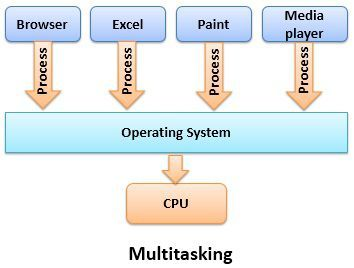 Browser
Excel
Paint
Media
player
Process
Process
Process
Process
Operating System
CPU
Multitasking